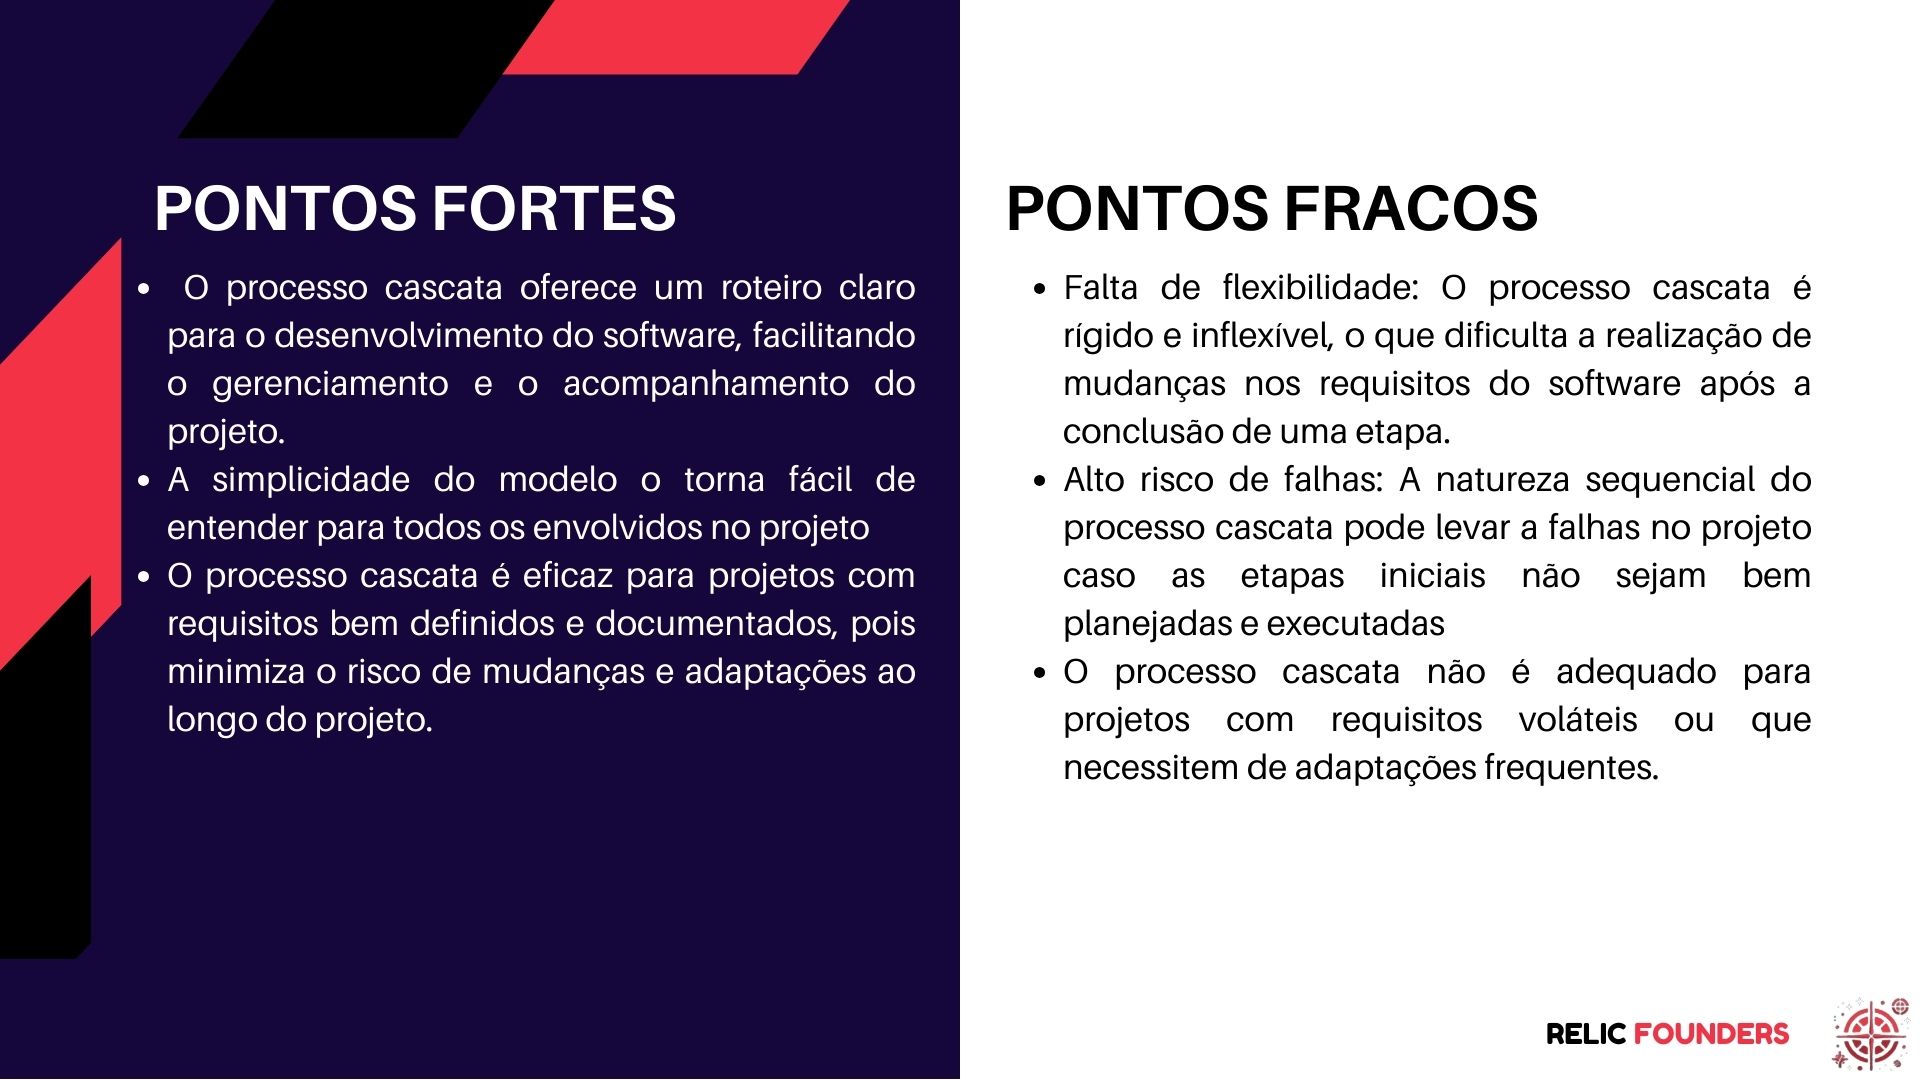 PONTOS FORTES
• O processo cascata oferece um roteiro claro
para o desenvolvimento do software, facilitando
o gerenciamento e o acompanhamento do
projeto.
• A simplicidade do modelo o torna fácil de
entender para todos os envolvidos no projeto
• O processo cascata é eficaz para projetos com
requisitos bem definidos e documentados, pois
minimiza o risco de mudanças e adaptações ao
longo do projeto.
PONTOS FRACOS
• Falta de flexibilidade: O processo cascata é
rígido e inflexível, o que dificulta a realização de
mudanças nos requisitos do software após a
conclusão de uma etapa.
• Alto risco de falhas: A natureza sequencial do
processo cascata pode levar a falhas no projeto
caso as etapas iniciais não sejam bem
planejadas e executadas
• O processo cascata não é adequado para
projetos com requisitos voláteis ou que
necessitem de adaptações frequentes.
RELIC FOUNDERS